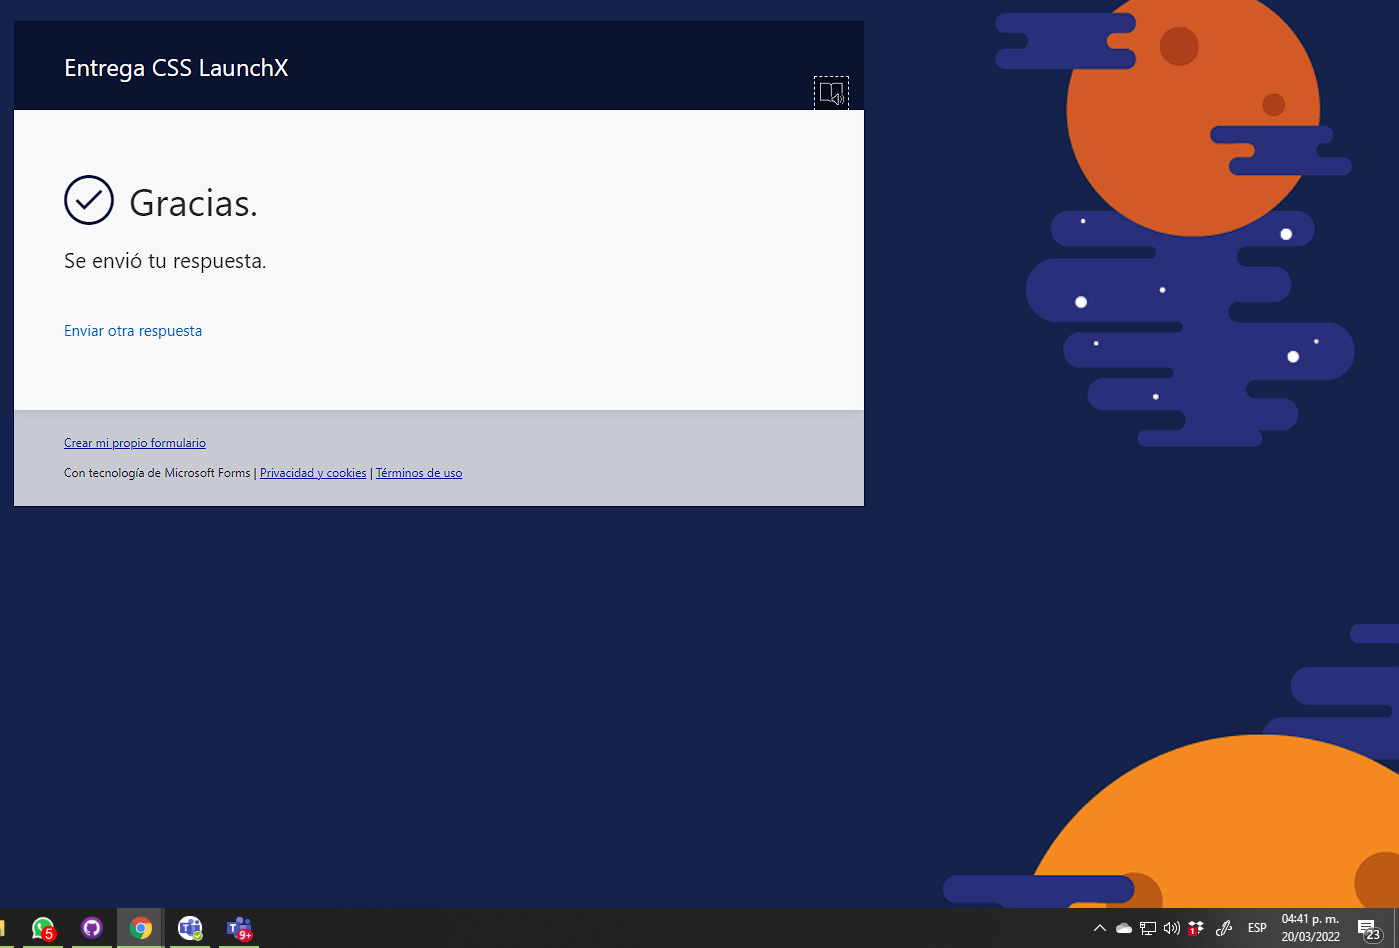 Entrega CSS LaunchX
Gracias.
Se envió tu respuesta.
Enviar otra respuesta
Crear mi propio formulario
Con tecnología de Microsoft Forms | Privacidad y cookies | Términos de uso
5
T
T 9+
1
ESP
04:41 p. m.
20/03/2022
23